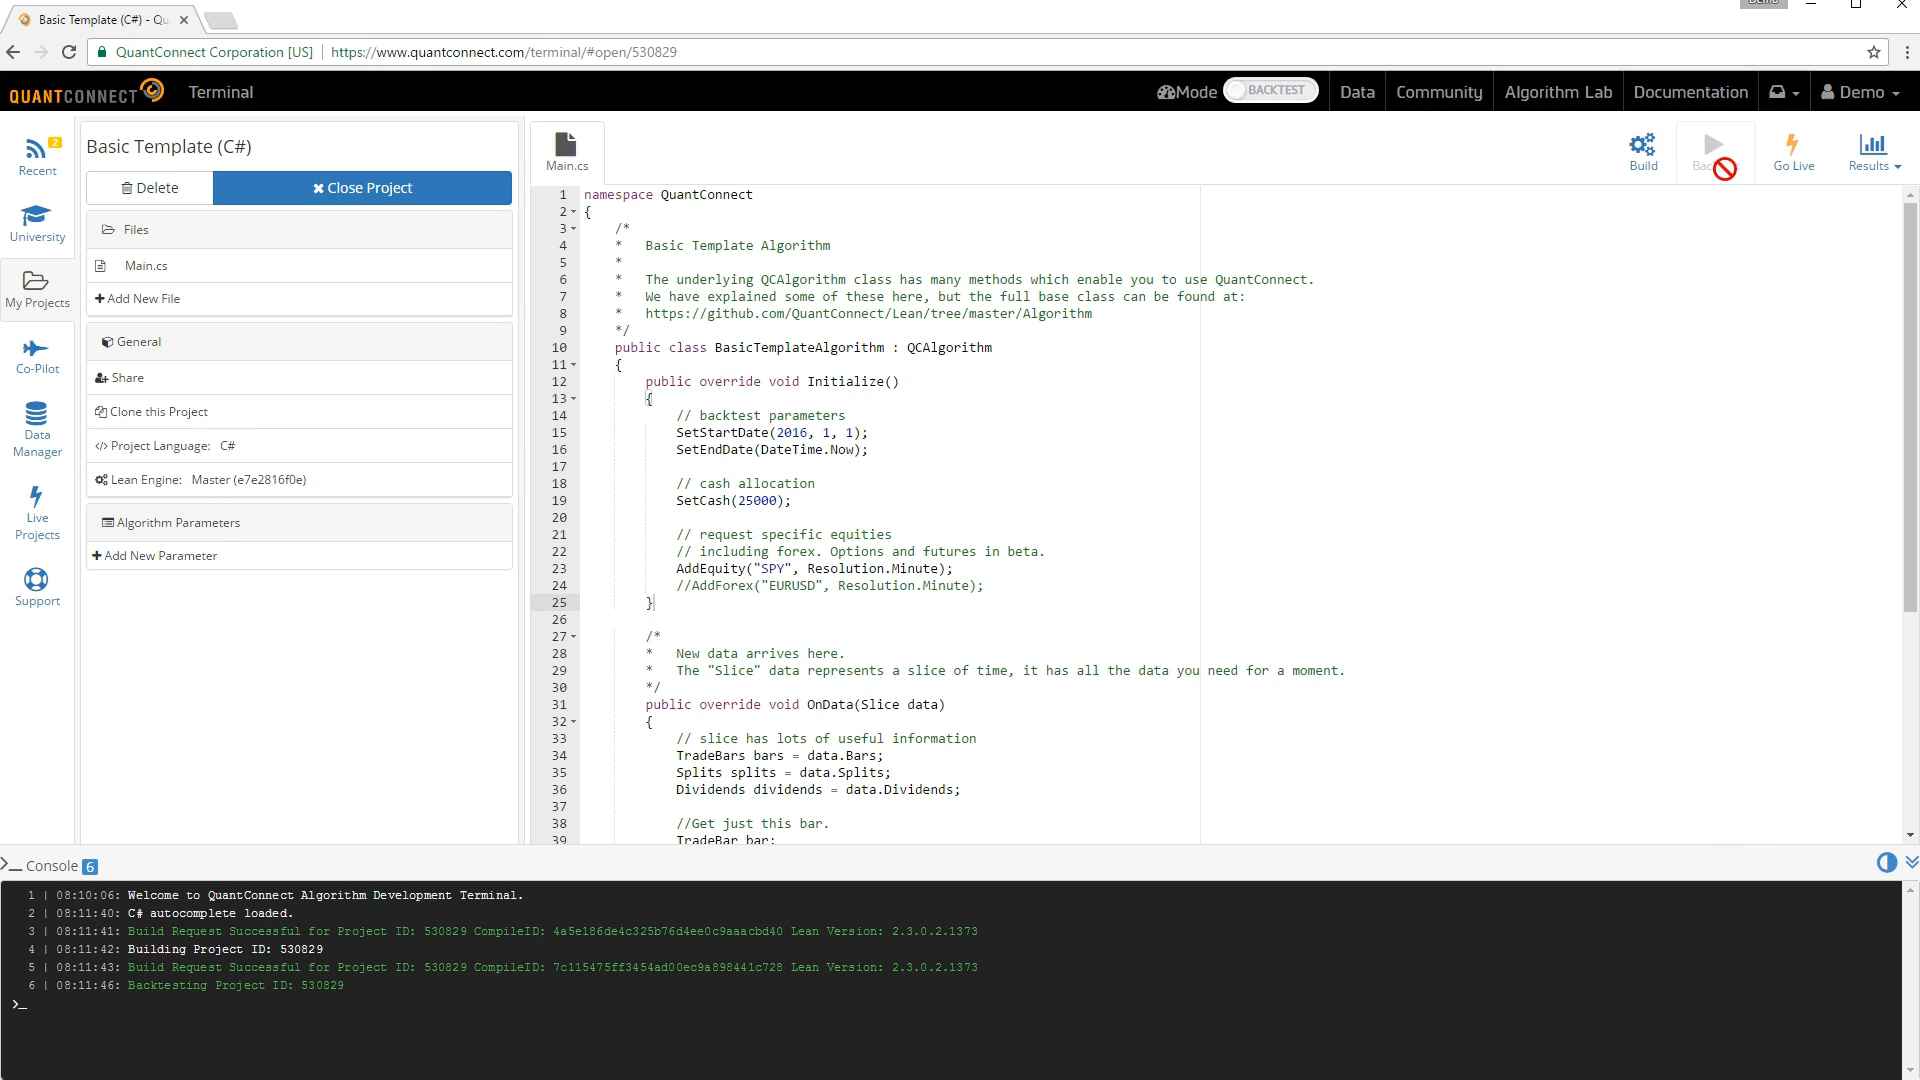 Demo
Basic Template (C#) - Qu
QuantConnect Corporation [US] https://www.quantconnect.com/terminal/#open/530829
QUANTCONNECT Terminal Mode BACKTEST Data Community Algorithm Lab Documentation Demo
2
Recent
University
My Projects
Co-Pilot
Data
Manager
Live
Projects
Support
Basic Template (C#)
Delete Close Project
Files
Main.cs
Add New File
General
Share
Clone this Project
Project Language: C#
Lean Engine: Master (e7e2816f0e)
Algorithm Parameters
Add New Parameter
Main.cs
Build Go Live Results
1 namespace QuantConnect
2 {
3 /*
4 * Basic Template Algorithm
5 *
6 * The underlying QCAlgorithm class has many methods which enable you to use QuantConnect.
7 * We have explained some of these here, but the full base class can be found at:
8 * https://github.com/QuantConnect/Lean/tree/master/Algorithm
9 */
10 public class BasicTemplateAlgorithm : QCAlgorithm
11 {
12 public override void Initialize()
13 {
14 // backtest parameters
15 SetStartDate(2016, 1, 1);
16 SetEndDate(DateTime.Now);
17
18 // cash allocation
19 SetCash(25000);
20
21 // request specific equities
22 // including forex. Options and futures in beta.
23 AddEquity("SPY", Resolution.Minute);
24 //AddForex("EURUSD", Resolution.Minute);
25 }
26
27 /*
28 * New data arrives here.
29 * The "Slice" data represents a slice of time, it has all the data you need for a moment.
30 */
31 public override void OnData(Slice data)
32 {
33 // slice has lots of useful information
34 TradeBars bars = data.Bars;
35 Splits splits = data.Splits;
36 Dividends dividends = data.Dividends;
37
38 //Get just this bar.
39 TradeBar bar;
>_ Console 6
1 | 08:10:06: Welcome to QuantConnect Algorithm Development Terminal.
2 | 08:11:40: C# autocomplete loaded.
3 | 08:11:41: Build Request Successful for Project ID: 530829 CompileID: 4a5e186de4c325b76d4ee0c9aaacbd40 Lean Version: 2.3.0.2.1373
4 | 08:11:42: Building Project ID: 530829
5 | 08:11:43: Build Request Successful for Project ID: 530829 CompileID: 7c115475ff3454ad00ec9a898441c728 Lean Version: 2.3.0.2.1373
6 | 08:11:46: Backtesting Project ID: 530829
>_